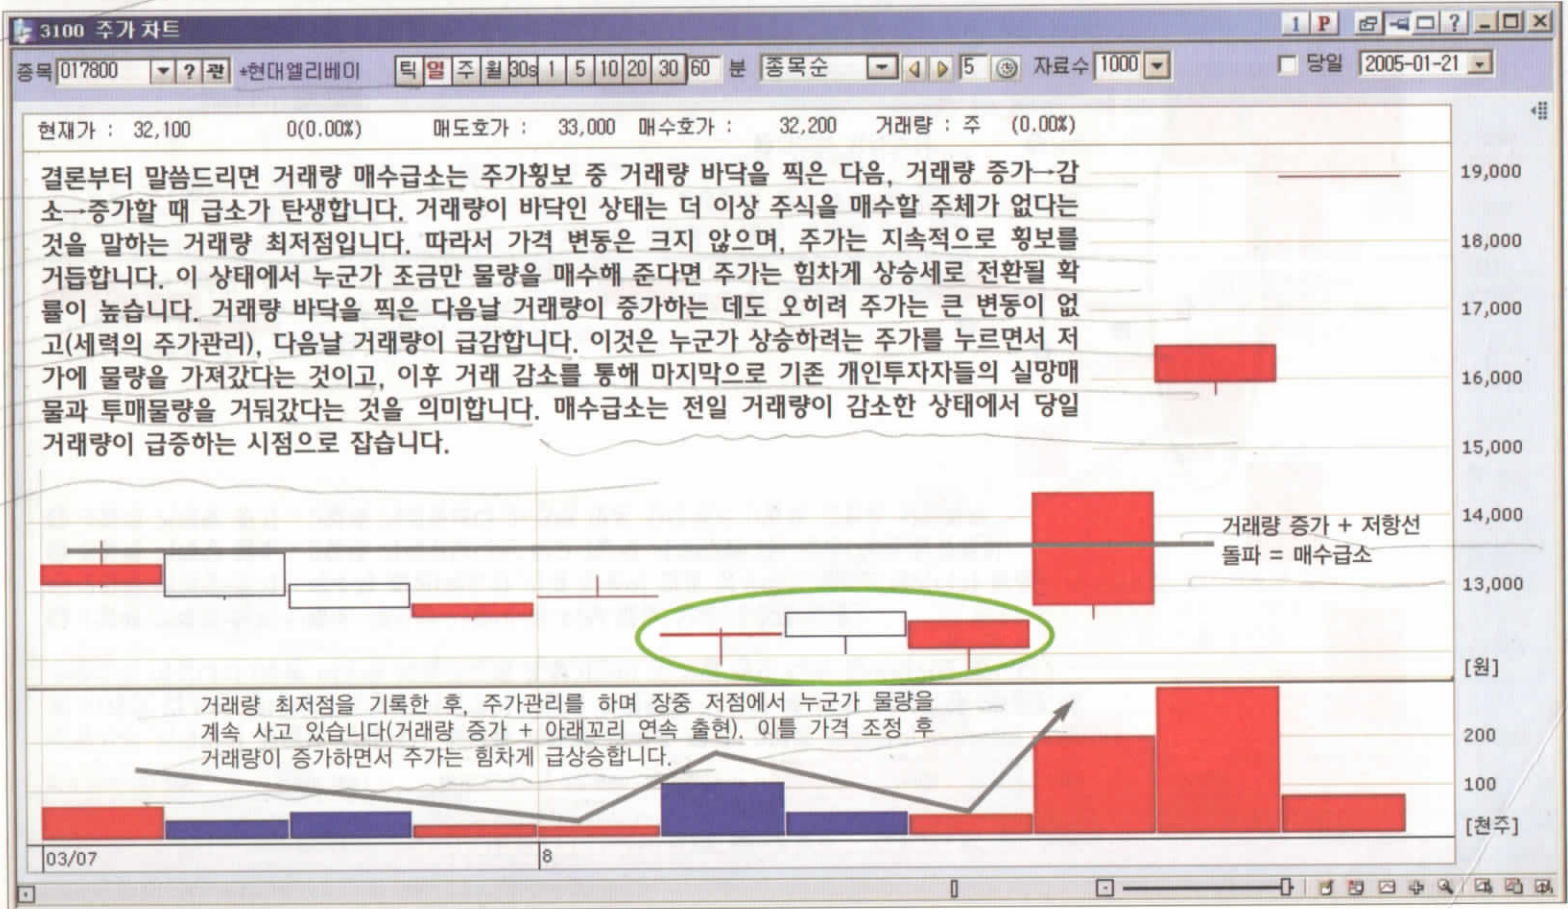 3100 주가 차트
1 P ?
종목 017800 ? 관 *현대엘리베이 틱 일 주 월 30s 1 5 10 20 30 60 분 종목순 5 자료수 1000 당일 2005-01-21
현재가 : 32,100 0(0.00%) 매도호가 : 33,000 매수호가 : 32,200 거래량 : 주 (0.00%)
결론부터 말씀드리면 거래량 매수급소는 주가횡보 중 거래량 바닥을 찍은 다음, 거래량 증가→감
소→증가할 때 급소가 탄생합니다. 거래량이 바닥인 상태는 더 이상 주식을 매수할 주체가 없다는
것을 말하는 거래량 최저점입니다. 따라서 가격 변동은 크지 않으며, 주가는 지속적으로 횡보를
거듭합니다. 이 상태에서 누군가 조금만 물량을 매수해 준다면 주가는 힘차게 상승세로 전환될 확
률이 높습니다. 거래량 바닥을 찍은 다음날 거래량이 증가하는 데도 오히려 주가는 큰 변동이 없
고(세력의 주가관리), 다음날 거래량이 급감합니다. 이것은 누군가 상승하려는 주가를 누르면서 저
가에 물량을 가져갔다는 것이고, 이후 거래 감소를 통해 마지막으로 기존 개인투자자들의 실망매
물과 투매물량을 거둬갔다는 것을 의미합니다. 매수급소는 전일 거래량이 감소한 상태에서 당일
거래량이 급증하는 시점으로 잡습니다.
19,000
18,000
17,000
16,000
15,000
14,000
13,000
[원]
거래량 증가 + 저항선
돌파 = 매수급소
거래량 최저점을 기록한 후, 주가관리를 하며 장중 저점에서 누군가 물량을
계속 사고 있습니다(거래량 증가 + 아래꼬리 연속 출현). 이틀 가격 조정 후
거래량이 증가하면서 주가는 힘차게 급상승합니다.
200
100
[천주]
03/07 8